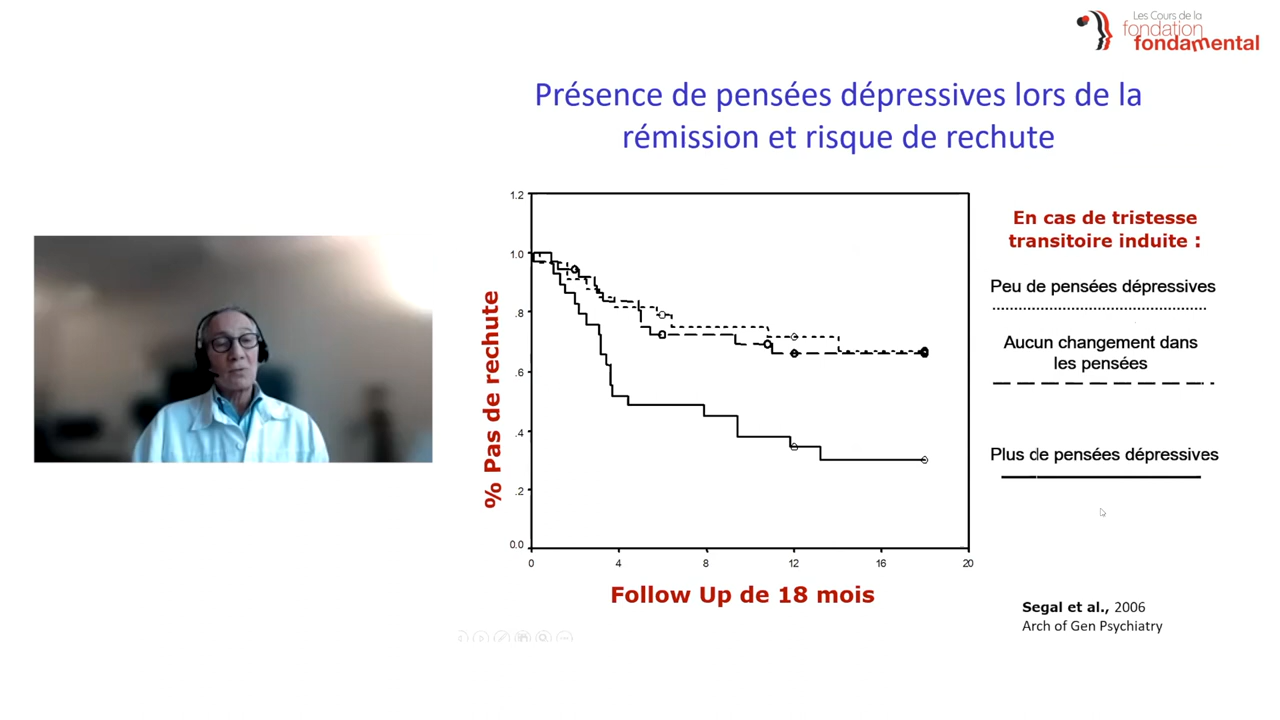 Les Cours de la
fondation
fondamental
Présence de pensées dépressives lors de la
rémission et risque de rechute
% Pas de rechute
1.2
1.0
.8
.6
.4
.2
0.0
0 4 8 12 16 20
Follow Up de 18 mois
En cas de tristesse
transitoire induite :
Peu de pensées dépressives
Aucun changement dans
les pensées
Plus de pensées dépressives
Segal et al., 2006
Arch of Gen Psychiatry